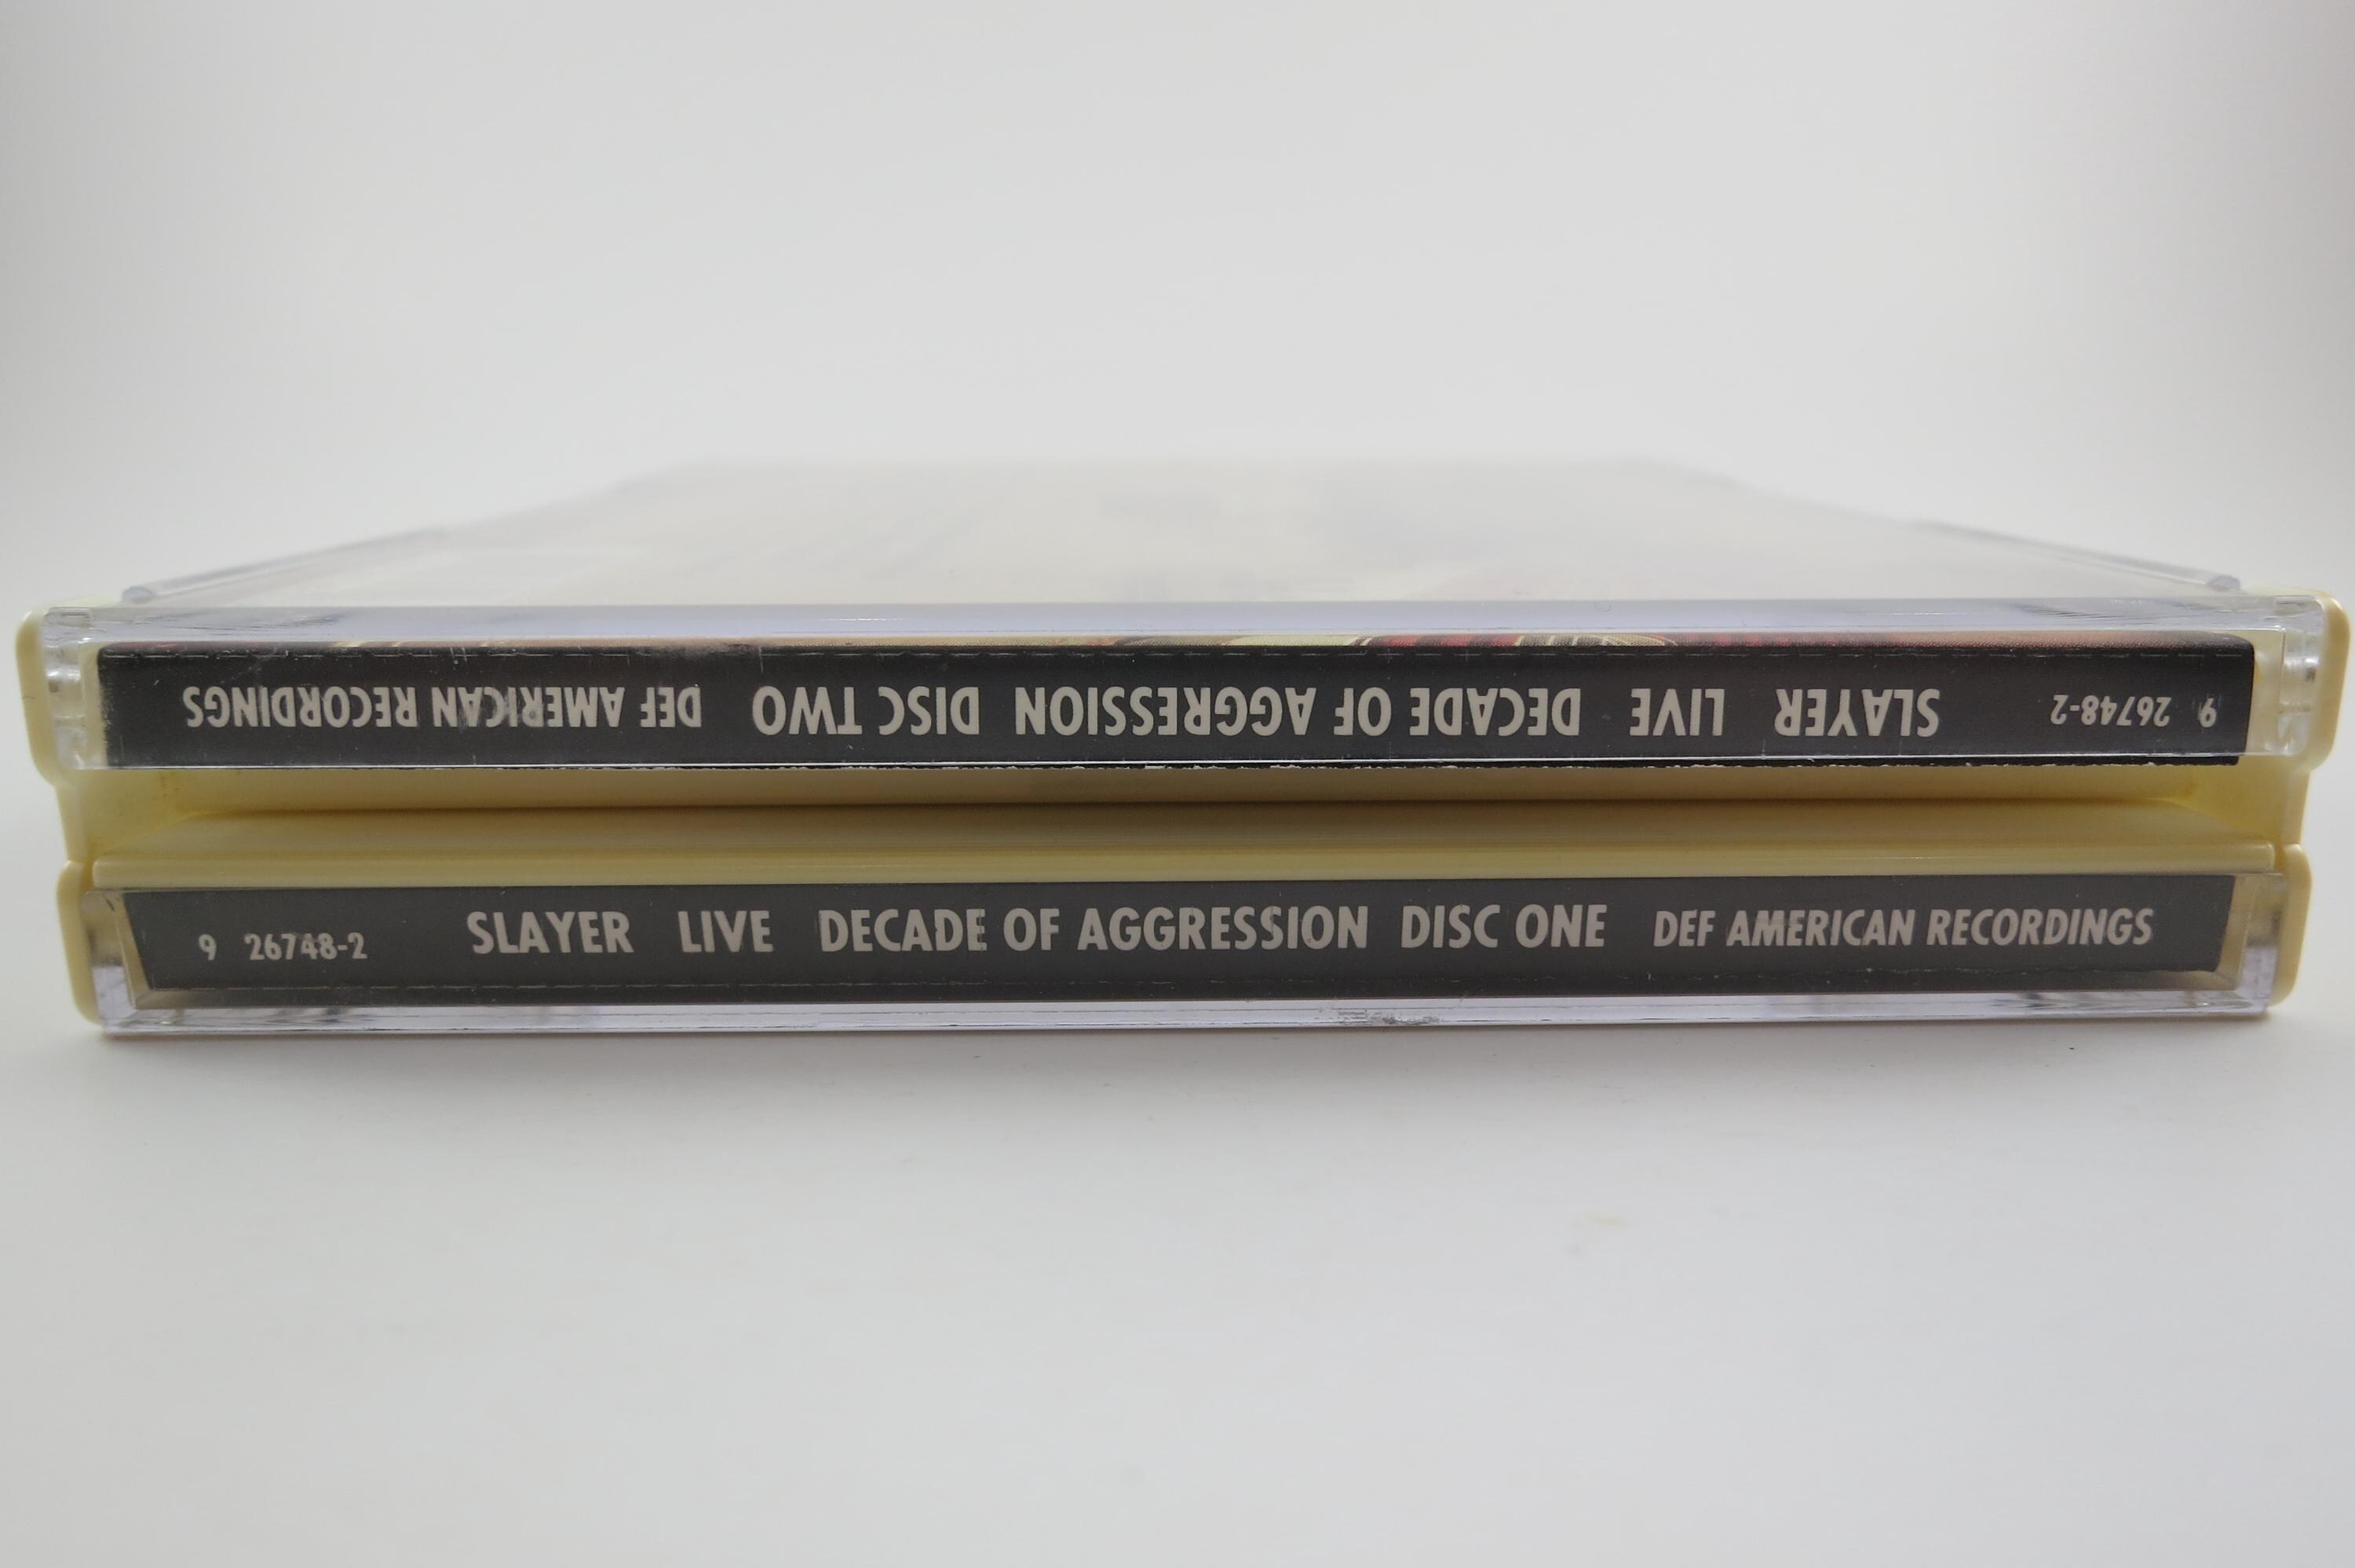 9 26748-2 SLAYER LIVE DECADE OF AGGRESSION DISC TWO DEF AMERICAN RECORDINGS
9 26748-2 SLAYER LIVE DECADE OF AGGRESSION DISC ONE DEF AMERICAN RECORDINGS